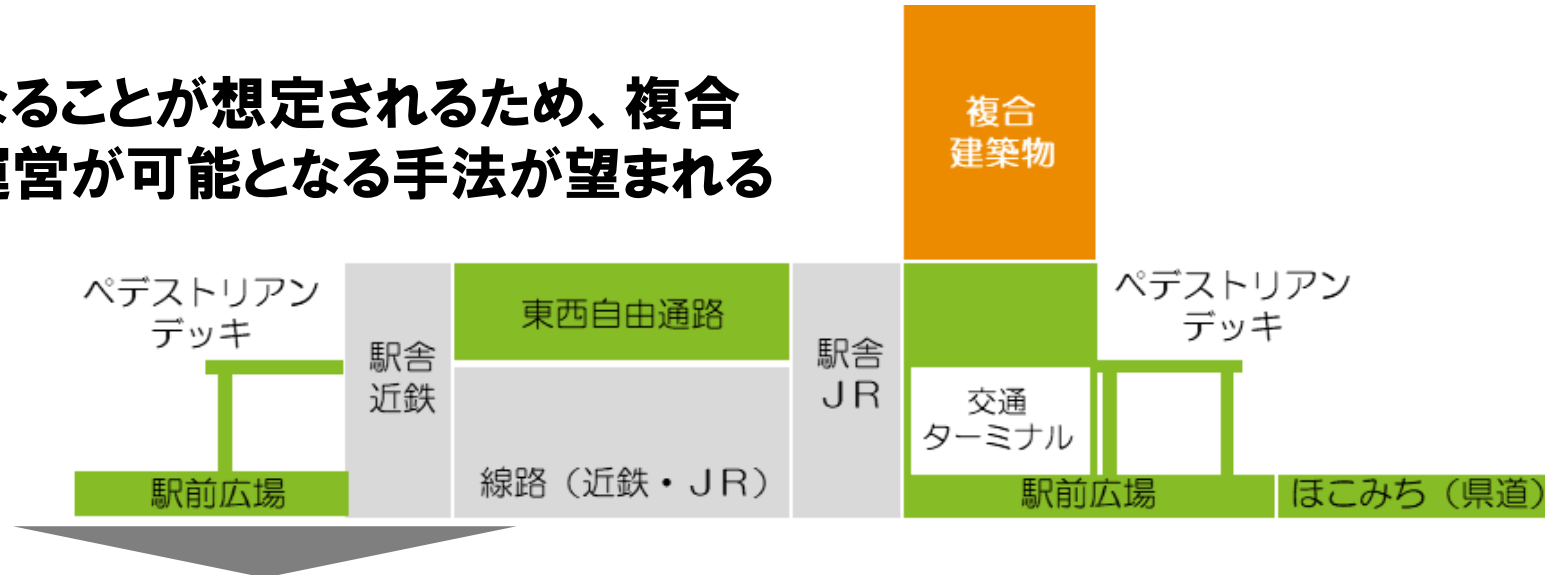 なることが想定されるため、複合
運営が可能となる手法が望まれる
複合
建築物
ペデストリアン
デッキ
駅舎
近鉄
東西自由通路
線路（近鉄・ＪＲ）
駅舎
ＪＲ
交通
ターミナル
ペデストリアン
デッキ
駅前広場
駅前広場
ほこみち（県道）